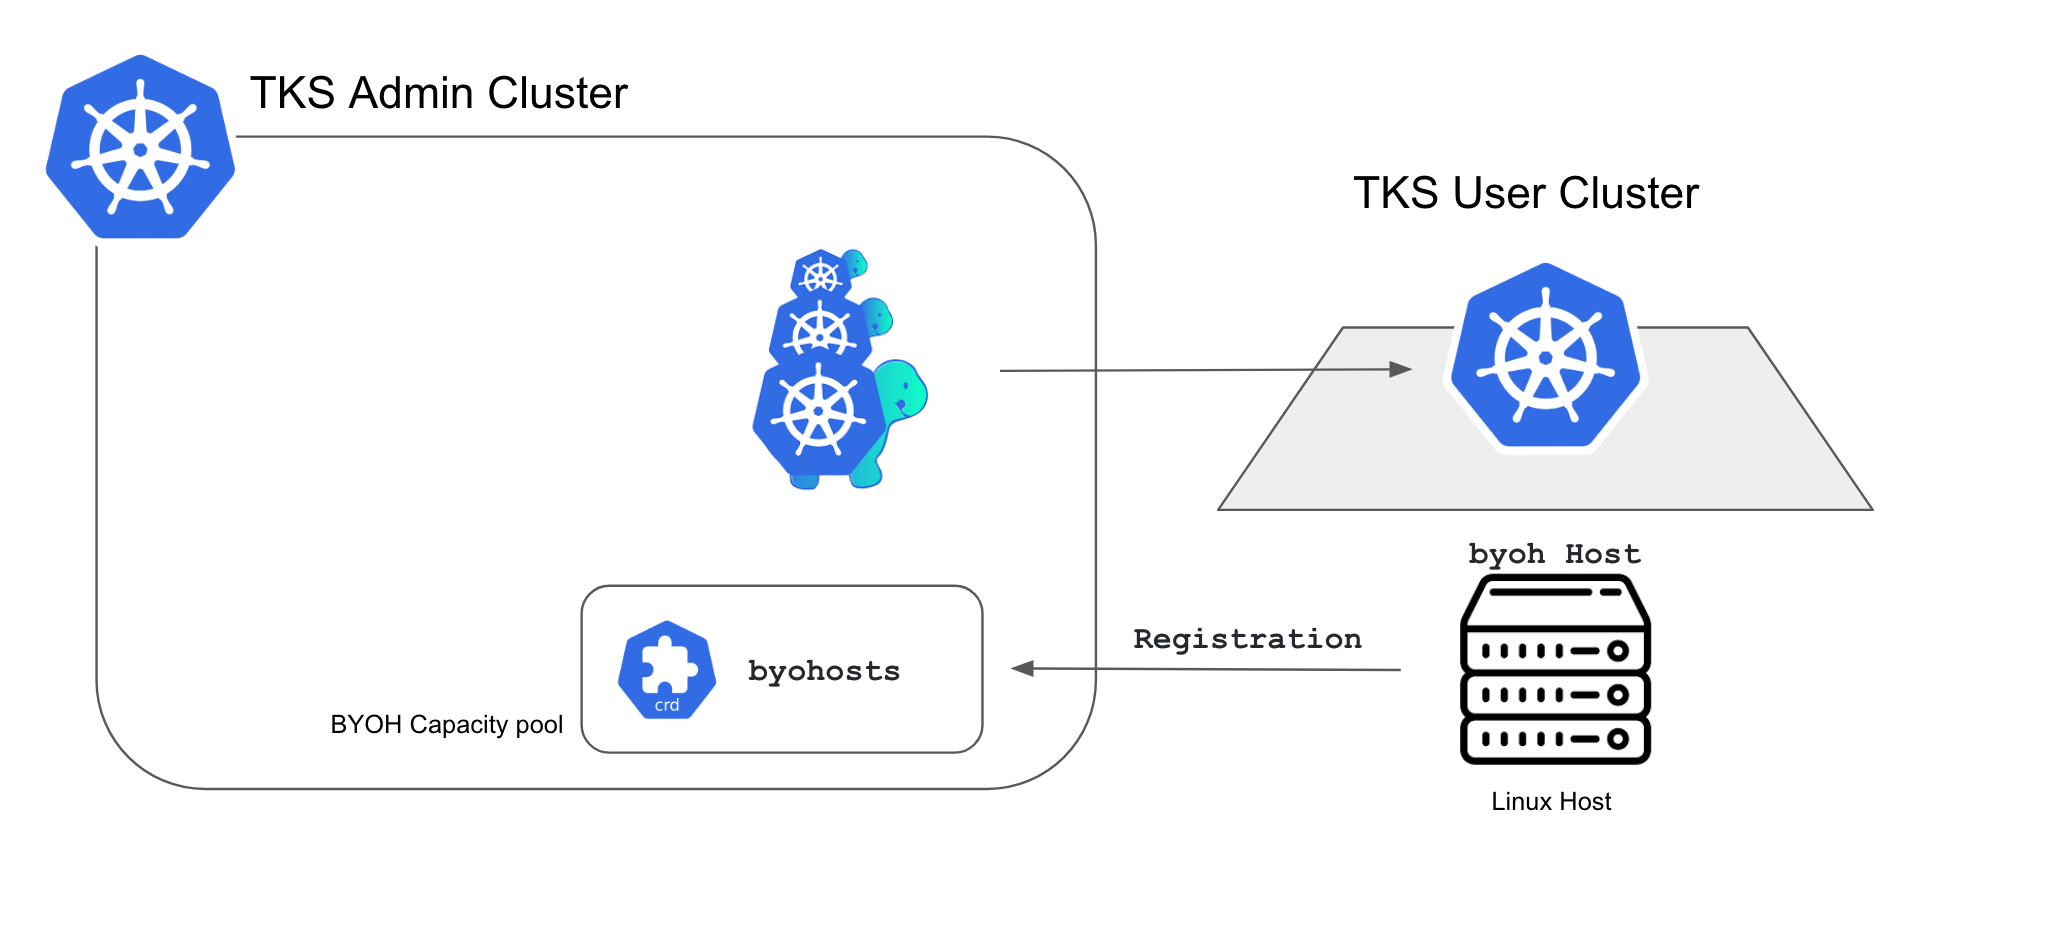 TKS Admin Cluster
TKS User Cluster
byoh Host
Registration
crd
byohosts
BYOH Capacity pool
Linux Host